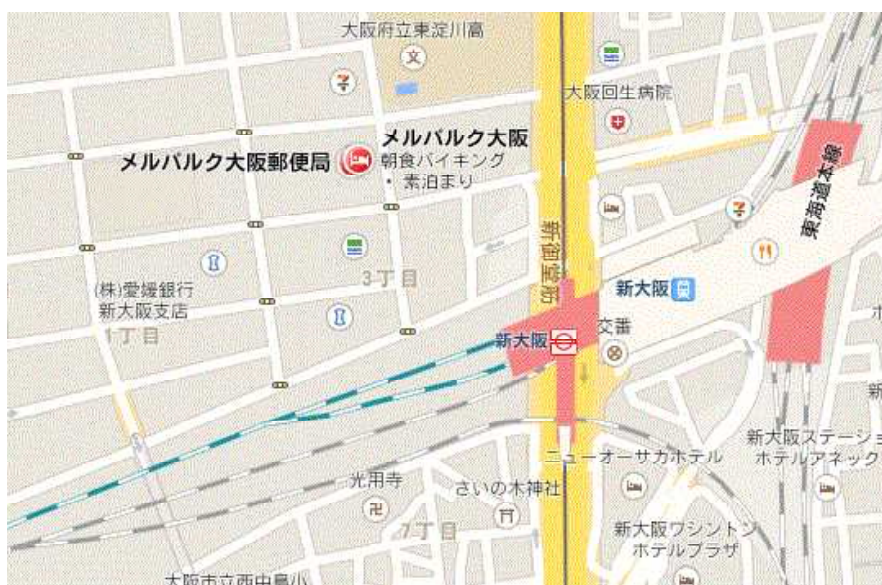 大阪府立東淀川高
文
大阪回生病院
メルパルク大阪
メルパルク大阪郵便局
朝食バイキング
・素泊まり
東海道本線
新御堂筋
3丁目
新大阪
(株)愛媛銀行
新大阪支店
1丁目
新大阪
交番
新大阪ステーショ
ホテルアネック
ニューオーサカホテル
光用寺
卍
さいの木神社
7丁目
新大阪ワシントン
ホテルプラザ
大阪市立西中島小
新
ホ